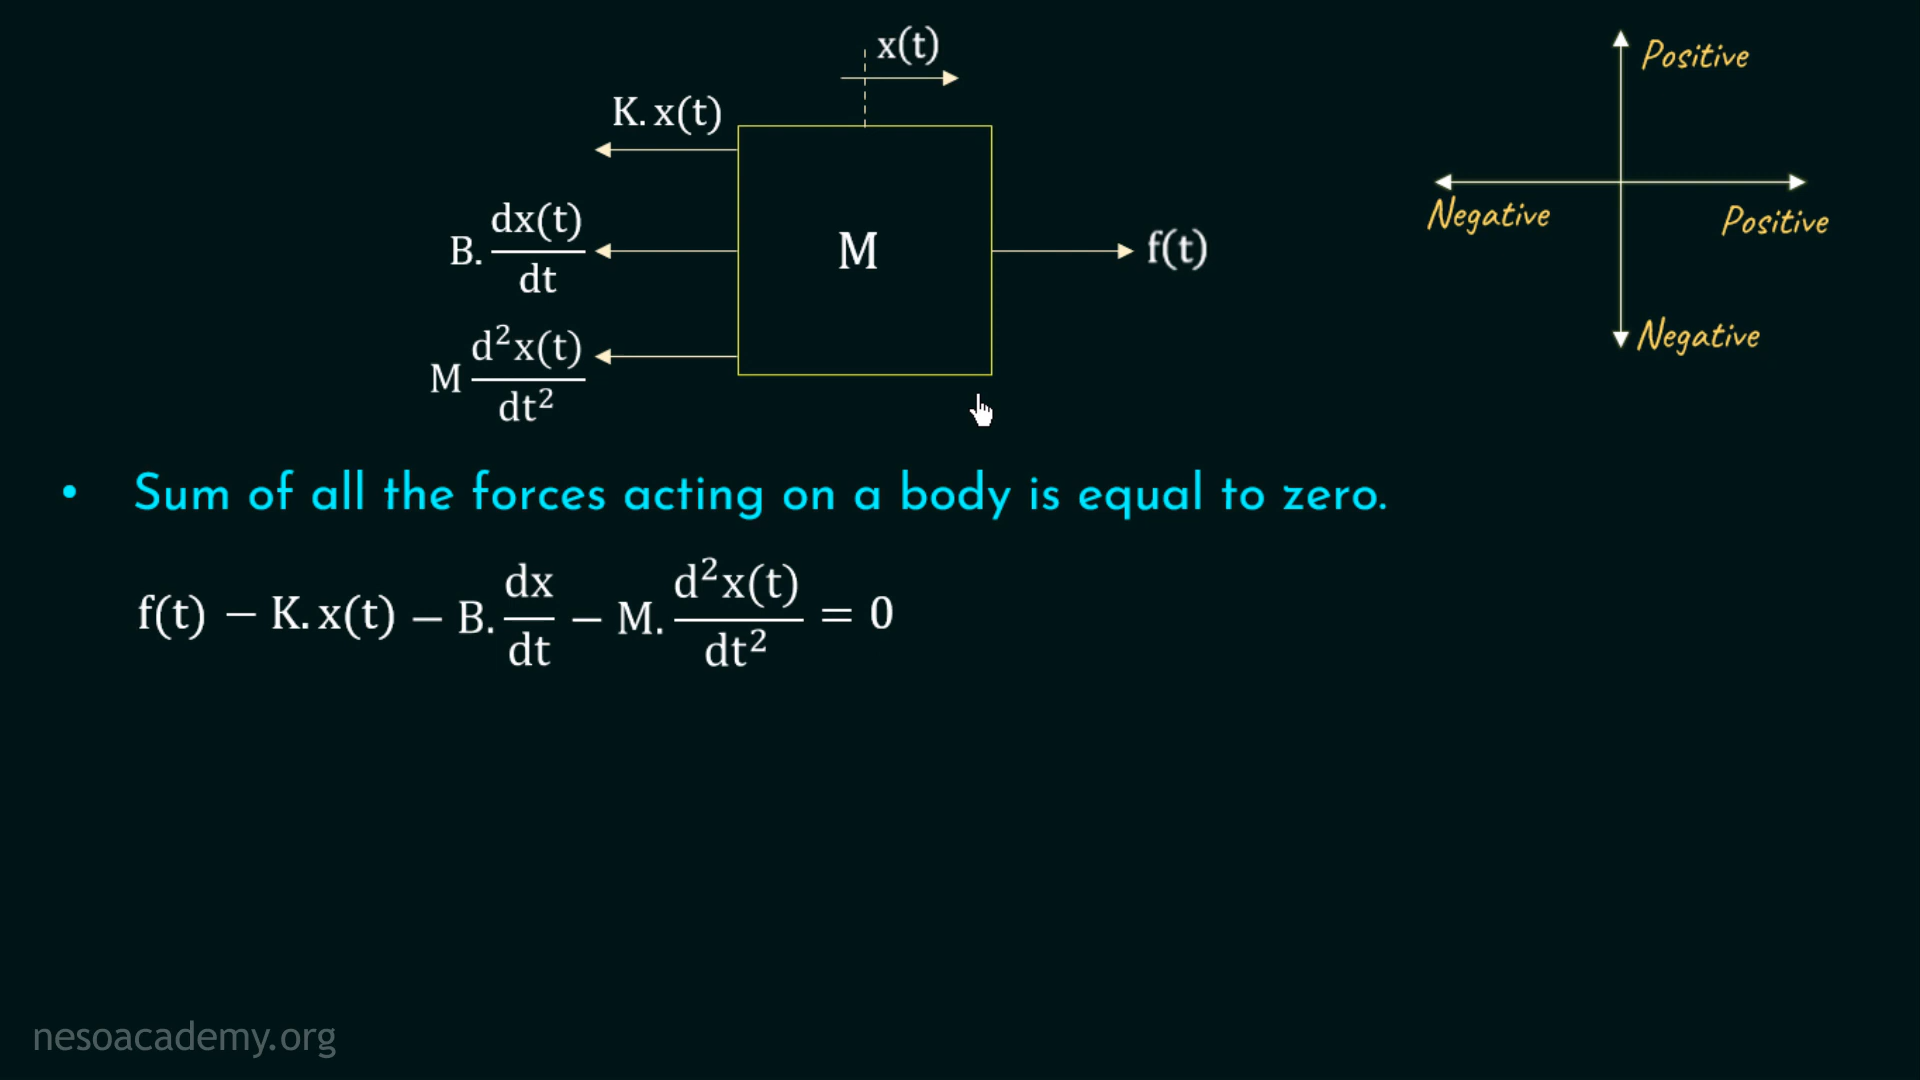 x(t)
K. x(t)
Positive
B. dx(t)/dt
M
f(t)
Negative
Positive
M d²x(t)/dt²
Negative
• Sum of all the forces acting on a body is equal to zero.
f(t) − K. x(t) − B. dx/dt − M. d²x(t)/dt² = 0
nesoacademy.org